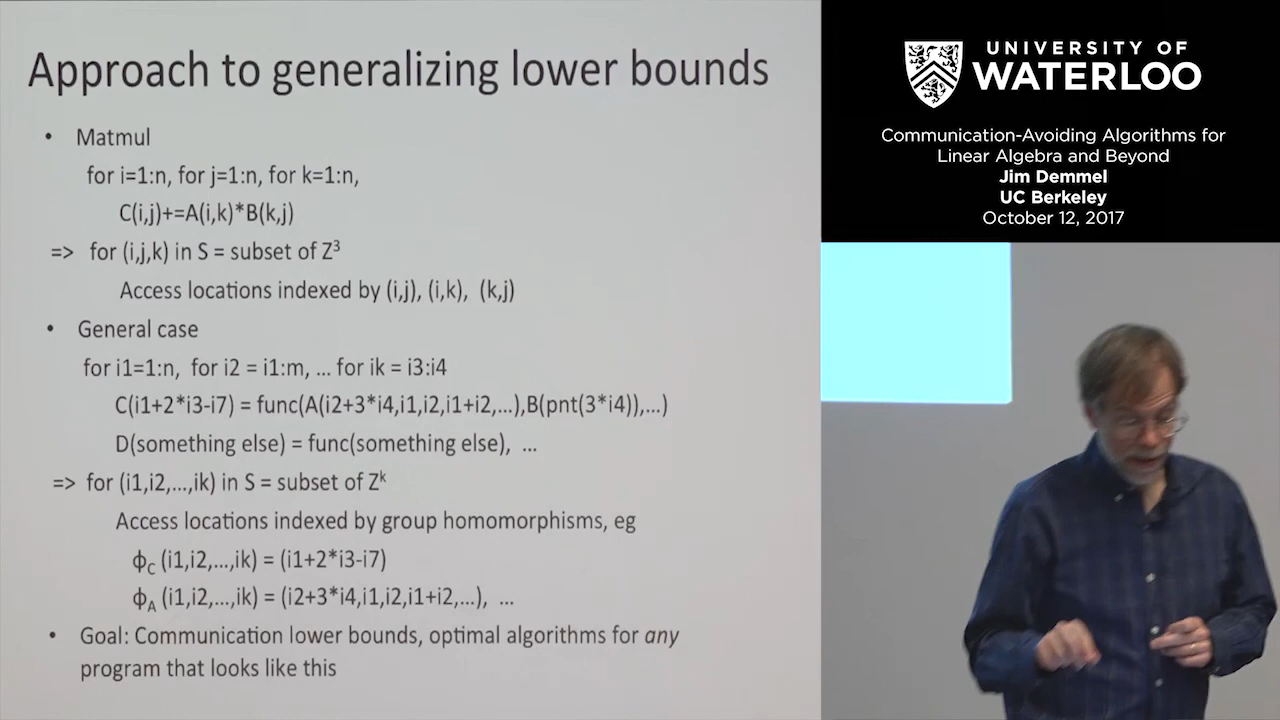 Approach to generalizing lower bounds
• Matmul
for i=1:n, for j=1:n, for k=1:n,
C(i,j)+=A(i,k)*B(k,j)
=> for (i,j,k) in S = subset of Z³
Access locations indexed by (i,j), (i,k), (k,j)
• General case
for i1=1:n, for i2 = i1:m, ... for ik = i3:i4
C(i1+2*i3-i7) = func(A(i2+3*i4,i1,i2,i1+i2,...),B(pnt(3*i4)),...)
D(something else) = func(something else), ...
=> for (i1,i2,...,ik) in S = subset of Zᵏ
Access locations indexed by group homomorphisms, eg
ϕ_C (i1,i2,...,ik) = (i1+2*i3-i7)
ϕ_A (i1,i2,...,ik) = (i2+3*i4,i1,i2,i1+i2,...), ...
• Goal: Communication lower bounds, optimal algorithms for any
program that looks like this
UNIVERSITY OF
WATERLOO
Communication-Avoiding Algorithms for
Linear Algebra and Beyond
Jim Demmel
UC Berkeley
October 12, 2017